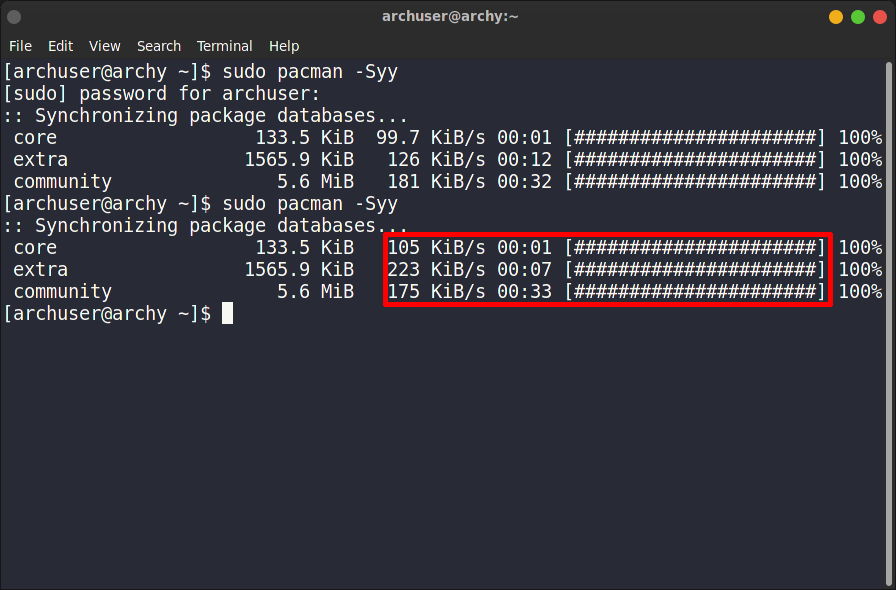 archuser@archy:~
File Edit View Search Terminal Help
[archuser@archy ~]$ sudo pacman -Syy
[sudo] password for archuser:
:: Synchronizing package databases...
core 133.5 KiB 99.7 KiB/s 00:01 [######################] 100%
extra 1565.9 KiB 126 KiB/s 00:12 [######################] 100%
community 5.6 MiB 181 KiB/s 00:32 [######################] 100%
[archuser@archy ~]$ sudo pacman -Syy
:: Synchronizing package databases...
core 133.5 KiB 105 KiB/s 00:01 [######################] 100%
extra 1565.9 KiB 223 KiB/s 00:07 [######################] 100%
community 5.6 MiB 175 KiB/s 00:33 [######################] 100%
[archuser@archy ~]$